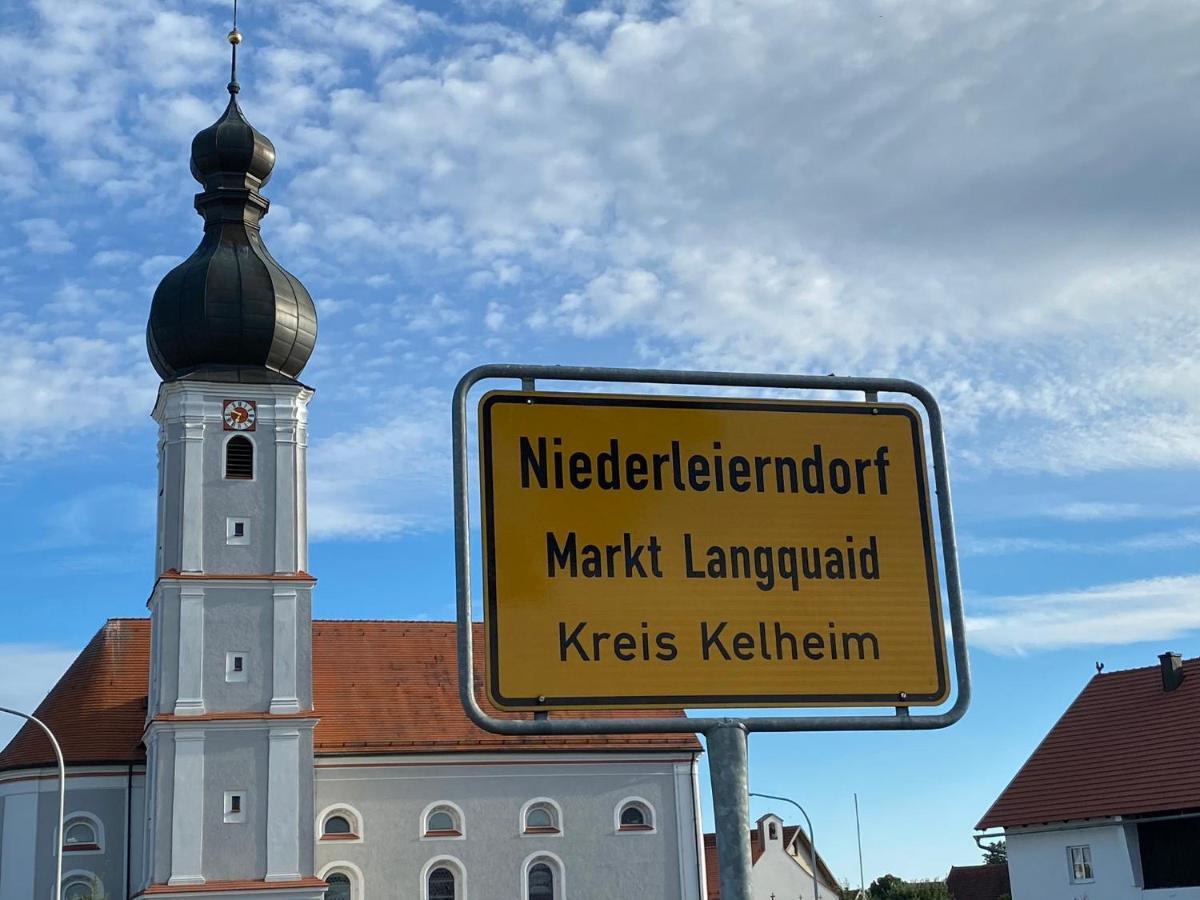 Niederleierndorf
Markt Langquaid
Kreis Kelheim